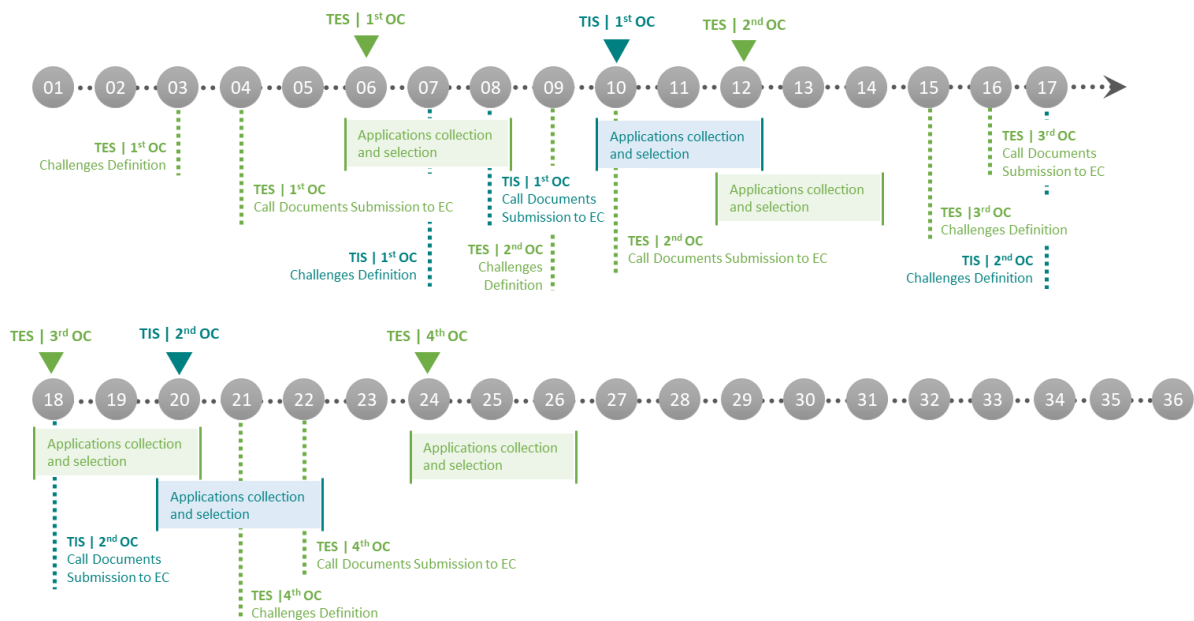 TES | 1st OC
TIS | 1st OC
TES | 2nd OC
01 02 03 04 05 06 07 08 09 10 11 12 13 14 15 16 17
Applications collection
and selection
Applications collection
and selection
Applications collection
and selection
TES | 1st OC
Challenges Definition
TES | 1st OC
Call Documents Submission to EC
TIS | 1st OC
Challenges Definition
TIS | 1st OC
Call Documents
Submission to EC
TES | 2nd OC
Challenges
Definition
TES | 2nd OC
Call Documents Submission to EC
TES |3rd OC
Challenges Definition
TES | 3rd OC
Call Documents
Submission to EC
TIS | 2nd OC
Challenges Definition
TES | 3rd OC
TIS | 2nd OC
TES | 4th OC
18 19 20 21 22 23 24 25 26 27 28 29 30 31 32 33 34 35 36
Applications collection
and selection
Applications collection
and selection
Applications collection
and selection
TIS | 2nd OC
Call Documents
Submission to EC
TES | 4th OC
Call Documents Submission to EC
TES |4th OC
Challenges Definition